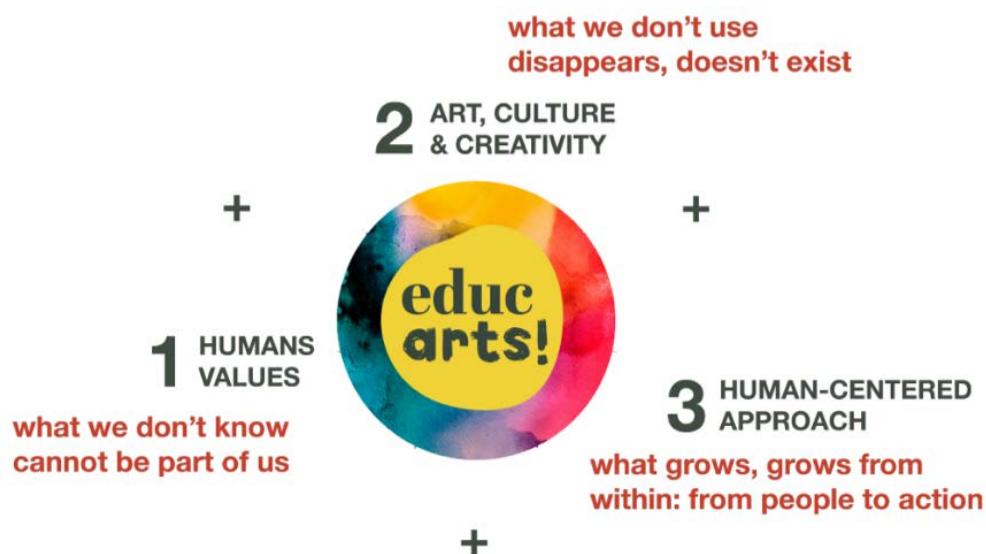 what we don't use
disappears, doesn't exist
2 ART, CULTURE
& CREATIVITY
+ +
educ
arts!
1 HUMANS
VALUES
what we don't know
cannot be part of us
3 HUMAN-CENTERED
APPROACH
what grows, grows from
within: from people to action
+